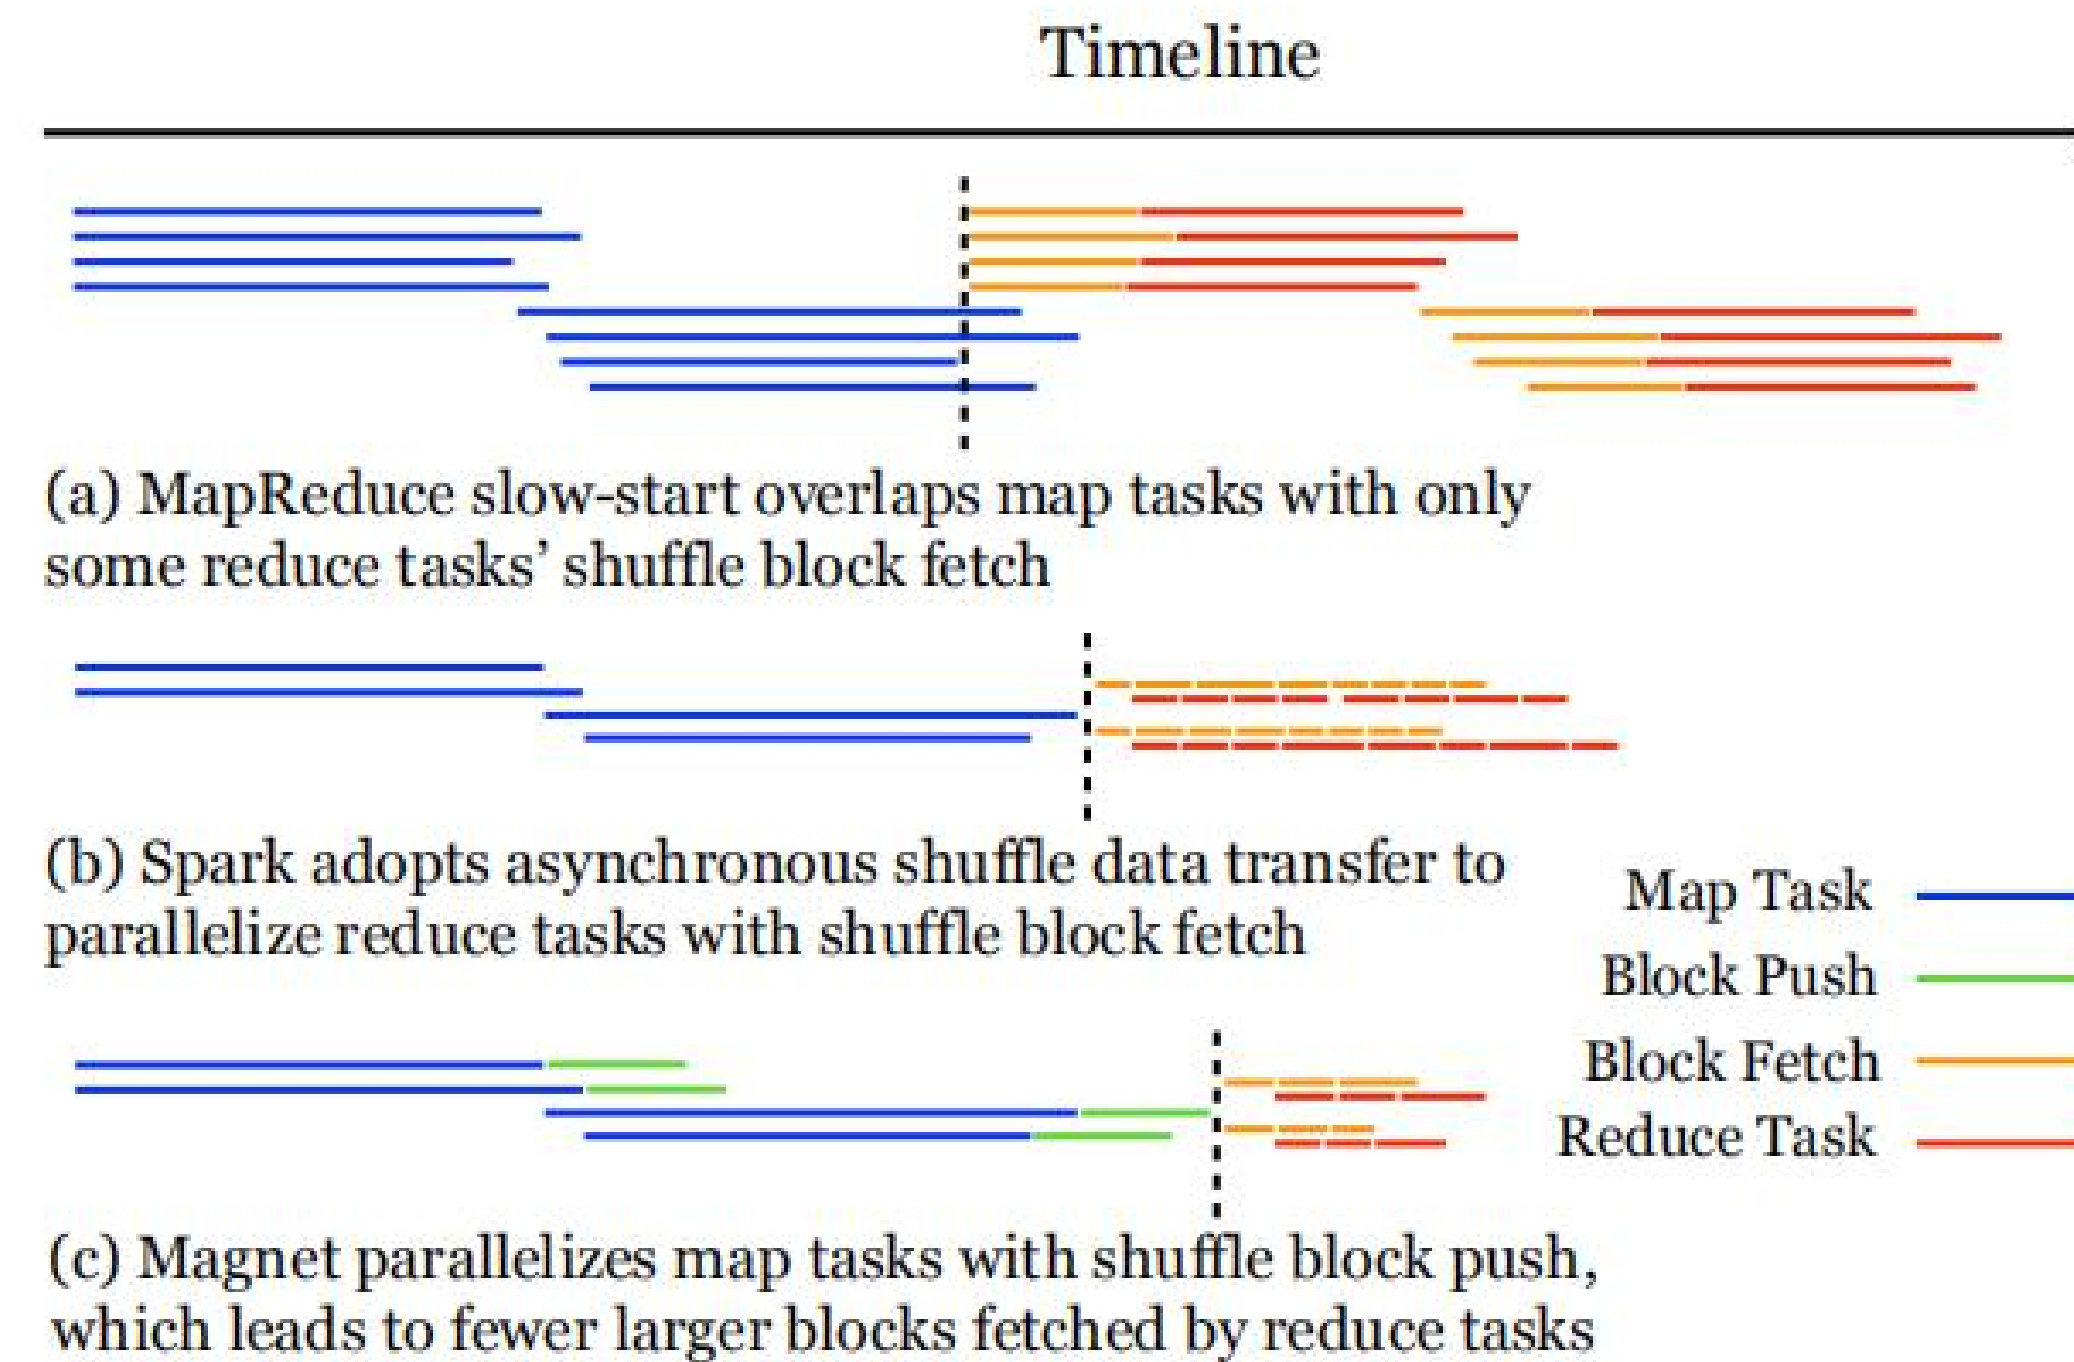 Timeline
(a) MapReduce slow-start overlaps map tasks with only
some reduce tasks’ shuffle block fetch
(b) Spark adopts asynchronous shuffle data transfer to
parallelize reduce tasks with shuffle block fetch
Map Task
Block Push
Block Fetch
Reduce Task
(c) Magnet parallelizes map tasks with shuffle block push,
which leads to fewer larger blocks fetched by reduce tasks